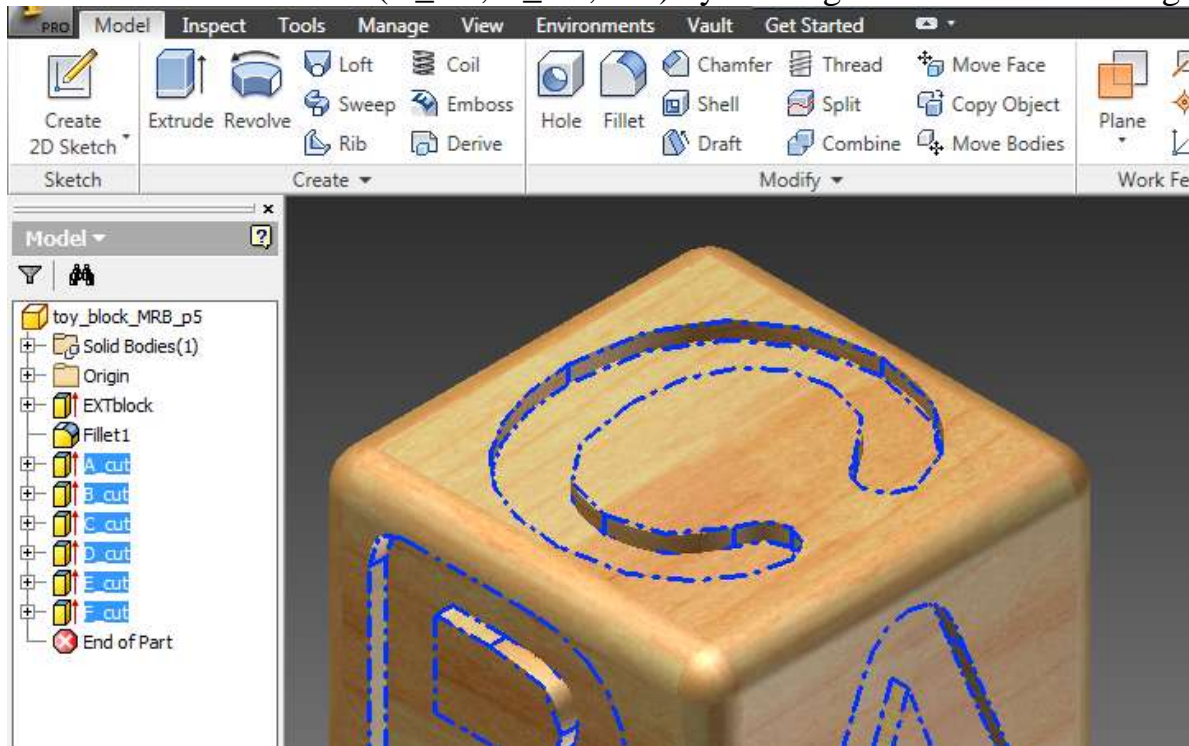 PRO Model Inspect Tools Manage View Environments Vault Get Started
Loft Coil Chamfer Thread Move Face
Create 2D Sketch Extrude Revolve Sweep Emboss Hole Fillet Shell Split Copy Object Plane
Rib Derive Draft Combine Move Bodies
Sketch Create Modify Work Fe
Model
toy_block_MRB_p5
Solid Bodies(1)
Origin
EXTblock
Fillet1
A_cut
B_cut
C_cut
D_cut
E_cut
F_cut
End of Part
C
B
A